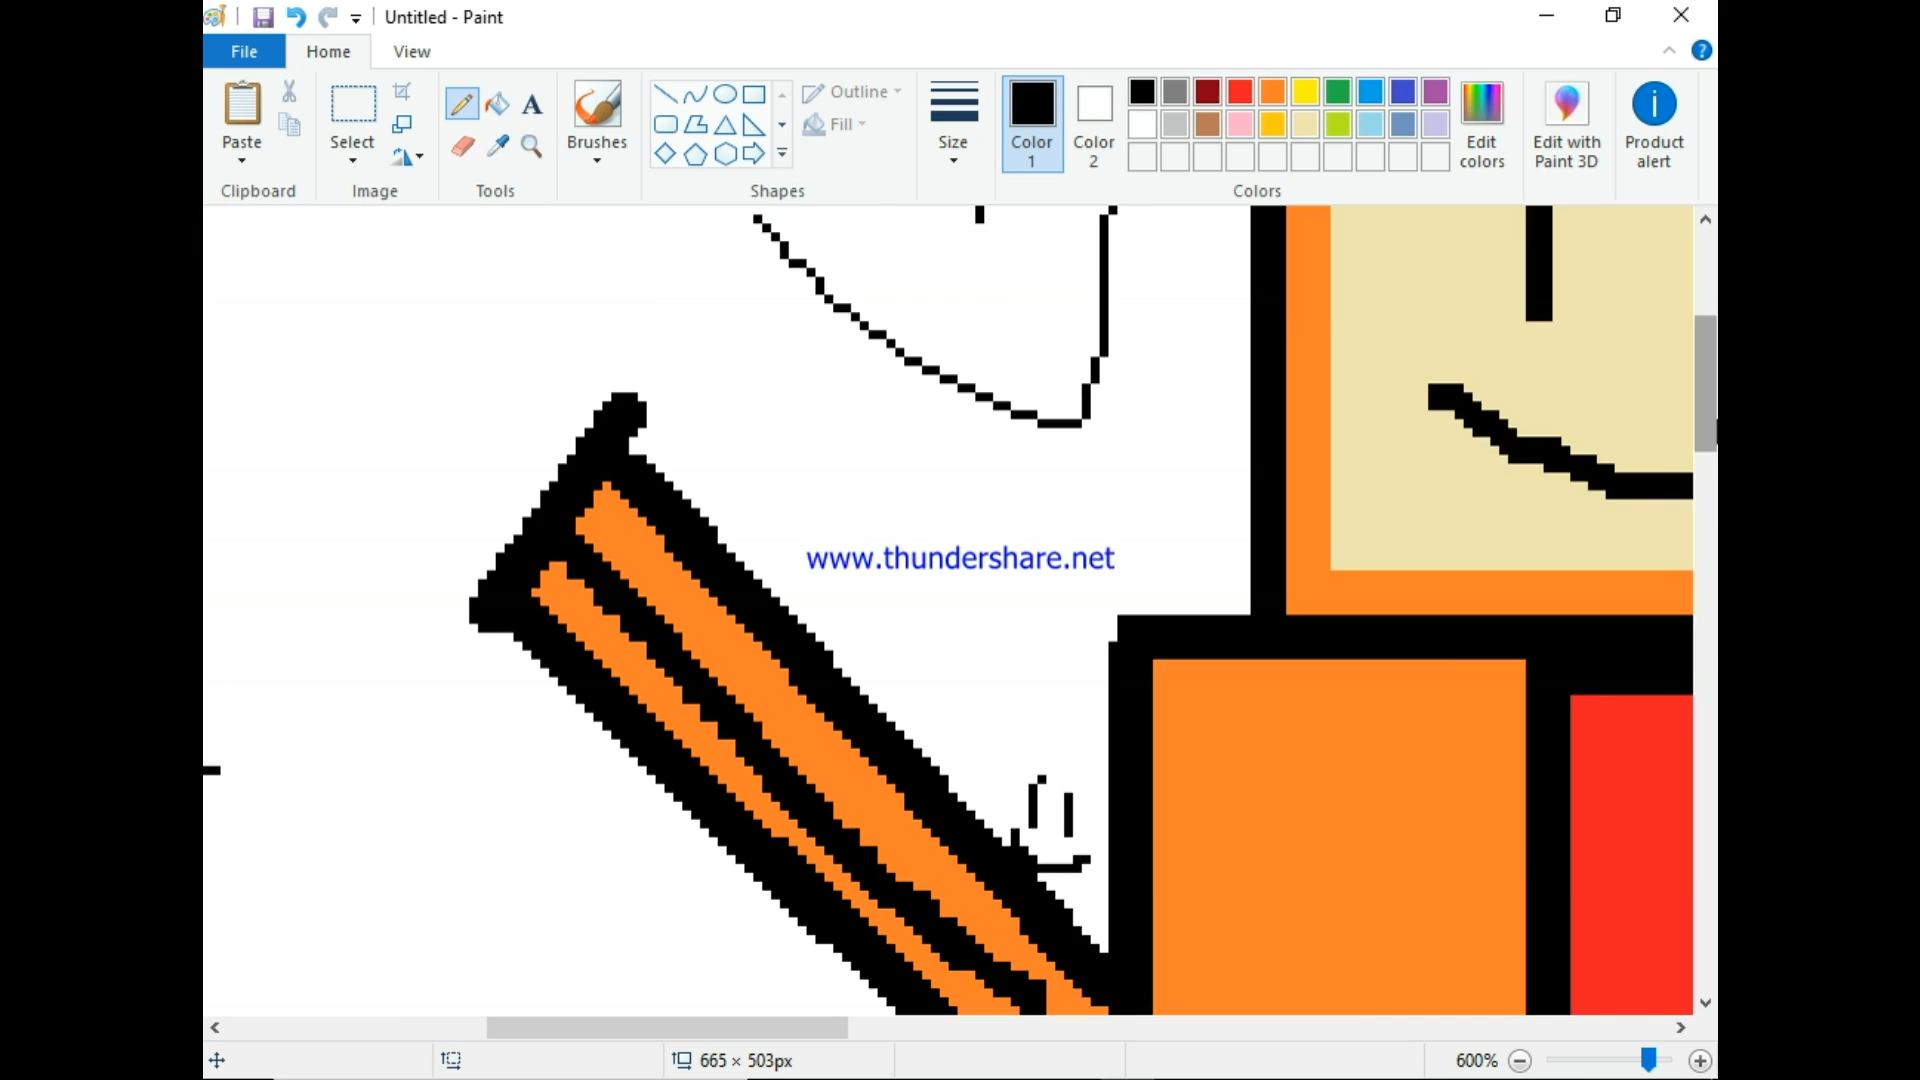 Untitled - Paint
File
Home
View
Paste
Clipboard
Select
Image
A
Tools
Brushes
Shapes
Outline
Fill
Size
Color 1
Color 2
Colors
Edit colors
Edit with Paint 3D
Product alert
www.thundershare.net
665 × 503px
600%